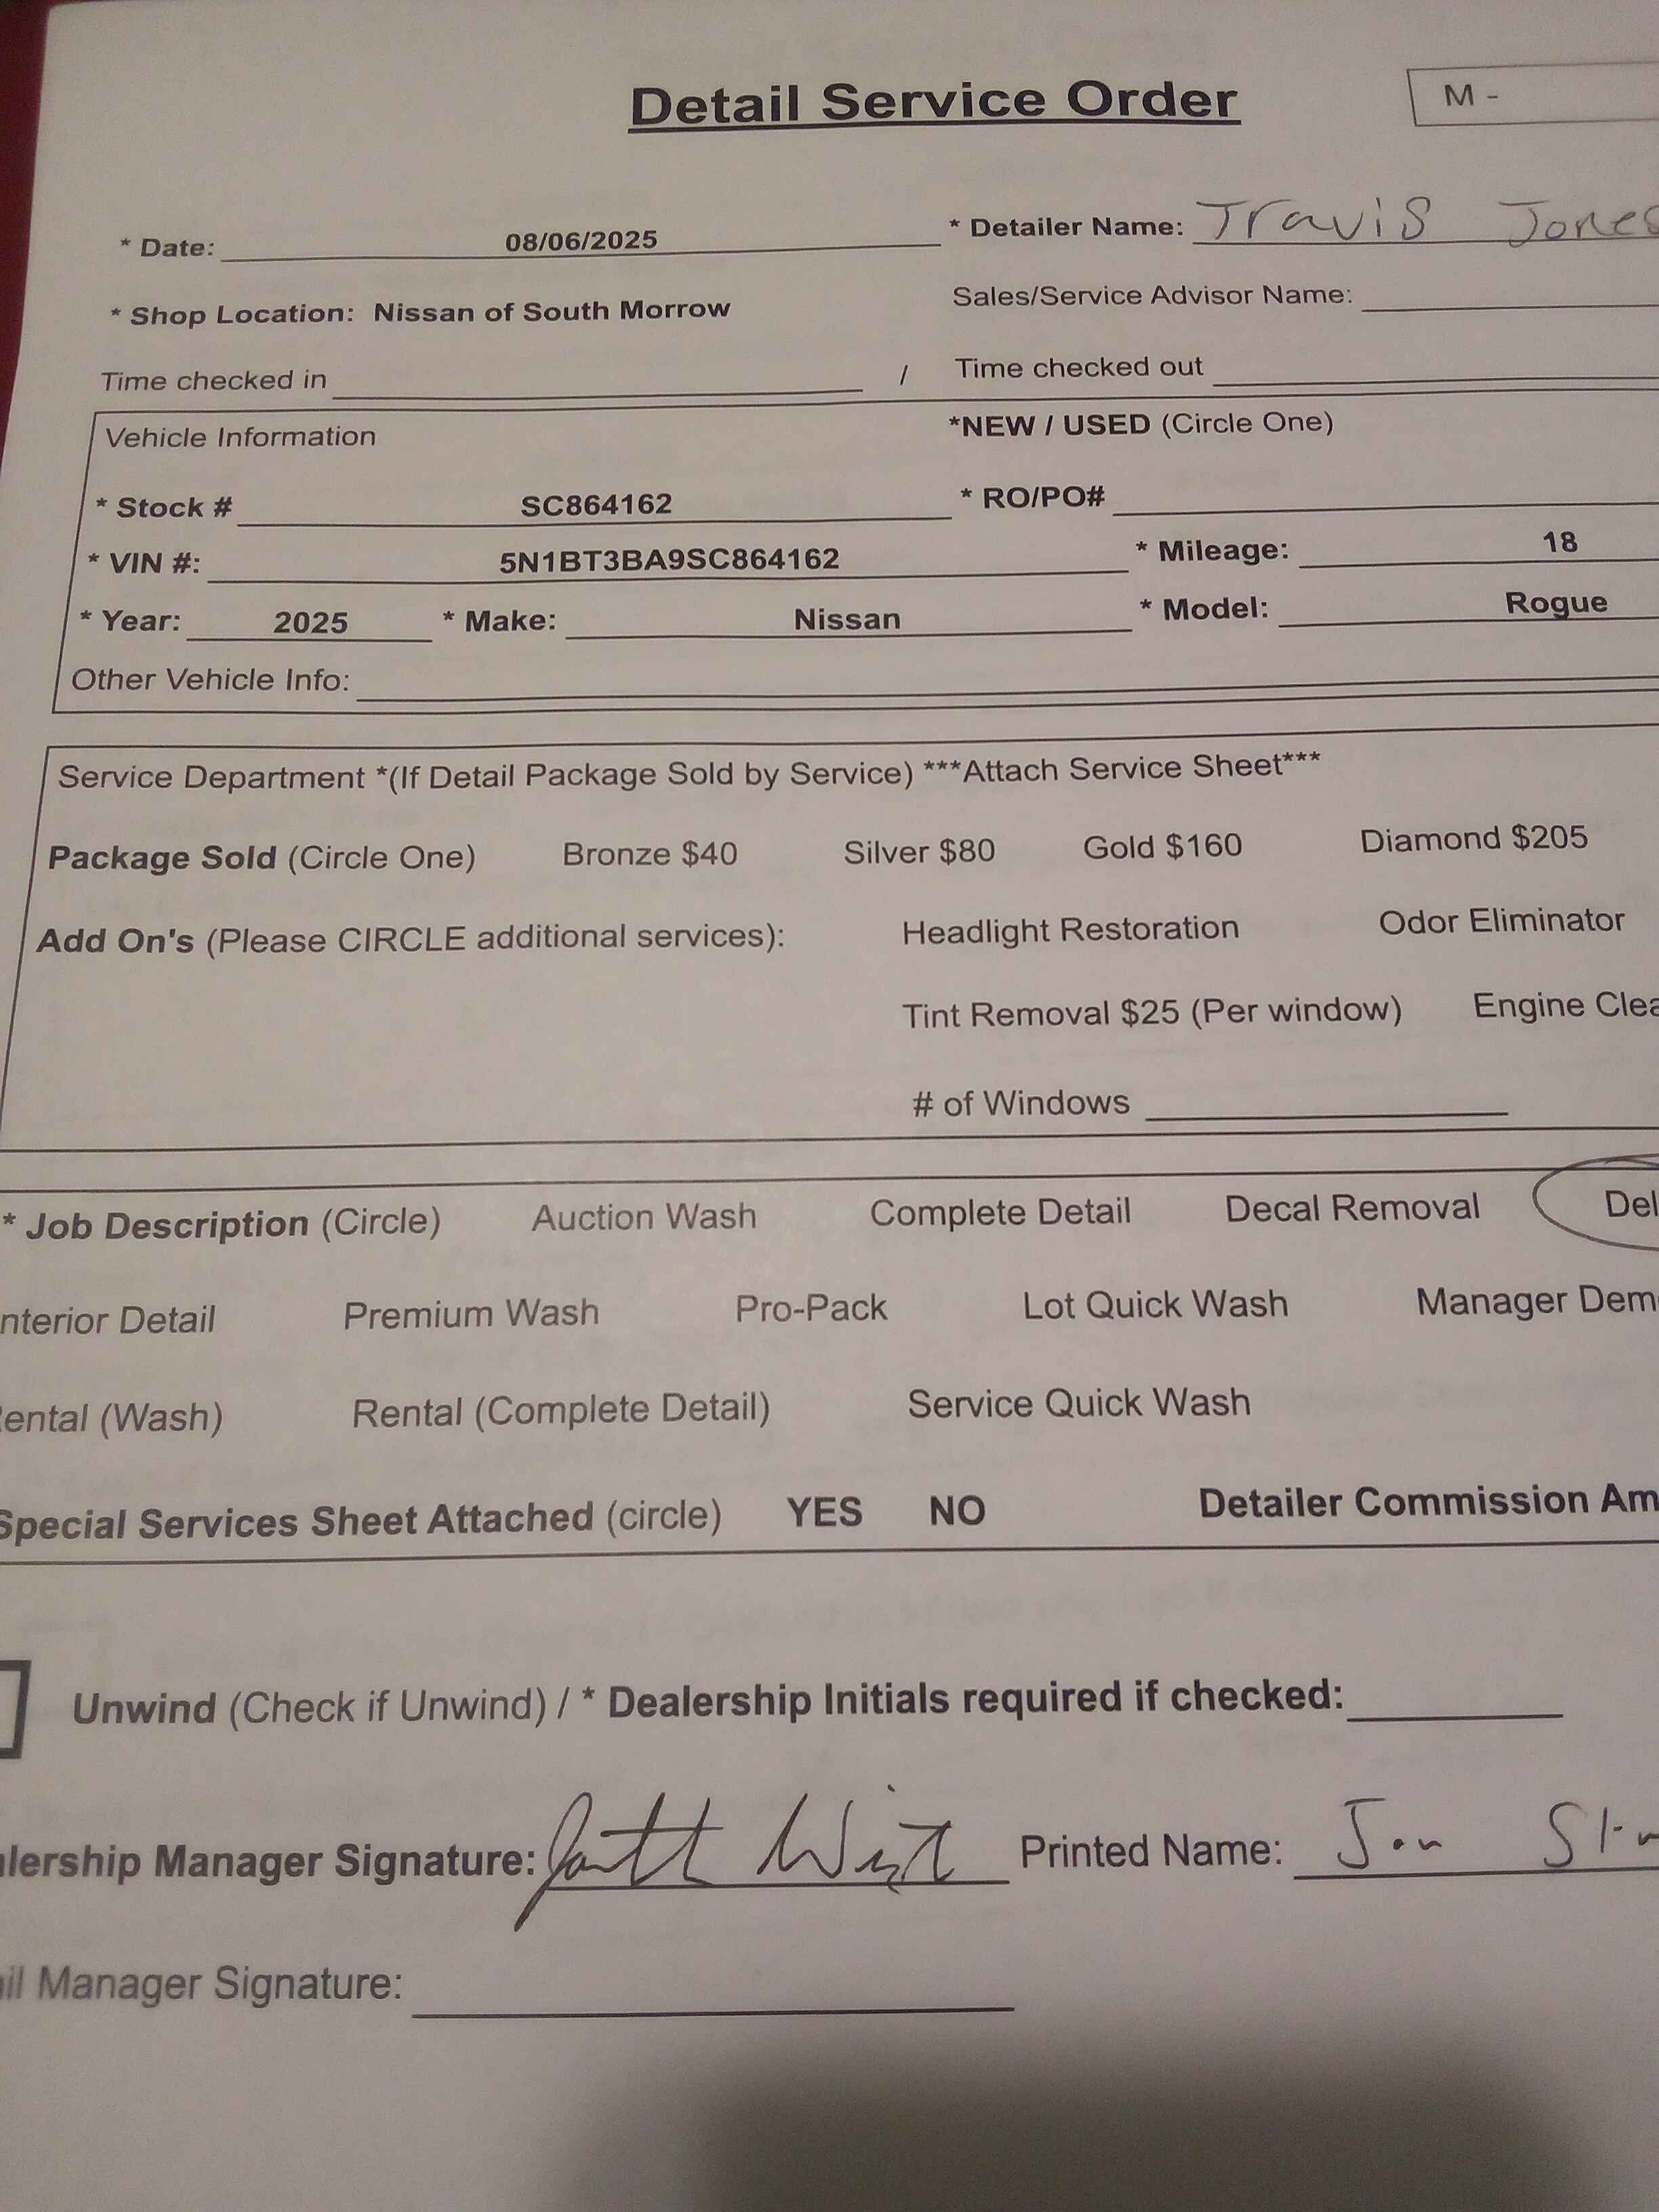 Detail Service Order M -
* Date: 08/06/2025 * Detailer Name: Travis Jones
* Shop Location: Nissan of South Morrow Sales/Service Advisor Name:
Time checked in / Time checked out
Vehicle Information *NEW / USED (Circle One)
* Stock # SC864162 * RO/PO#
* VIN #: 5N1BT3BA9SC864162 * Mileage: 18
* Year: 2025 * Make: Nissan * Model: Rogue
Other Vehicle Info:
Service Department *(If Detail Package Sold by Service) ***Attach Service Sheet***
Package Sold (Circle One) Bronze $40 Silver $80 Gold $160 Diamond $205
Add On's (Please CIRCLE additional services): Headlight Restoration Odor Eliminator
Tint Removal $25 (Per window) Engine Clea
# of Windows
* Job Description (Circle) Auction Wash Complete Detail Decal Removal Del
nterior Detail Premium Wash Pro-Pack Lot Quick Wash Manager Dem
ental (Wash) Rental (Complete Detail) Service Quick Wash
Special Services Sheet Attached (circle) YES NO Detailer Commission Am
Unwind (Check if Unwind) / * Dealership Initials required if checked:
lership Manager Signature: Printed Name: Jon
il Manager Signature: